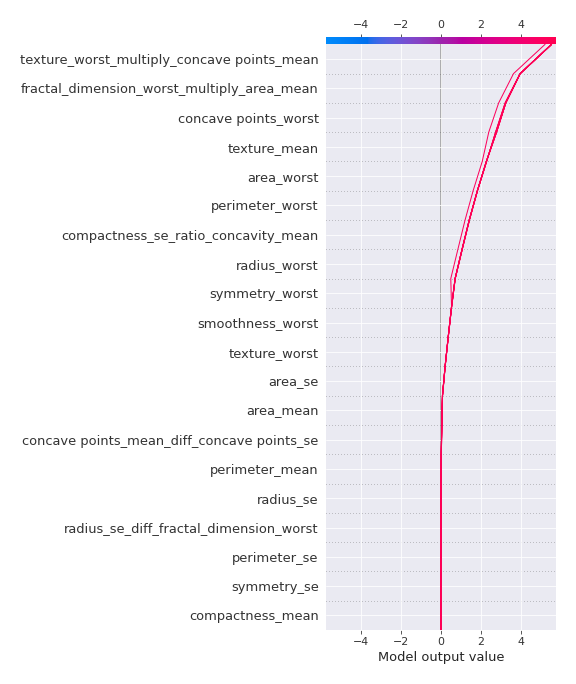 −4 −2 0 2 4
texture_worst_multiply_concave points_mean
fractal_dimension_worst_multiply_area_mean
concave points_worst
texture_mean
area_worst
perimeter_worst
compactness_se_ratio_concavity_mean
radius_worst
symmetry_worst
smoothness_worst
texture_worst
area_se
area_mean
concave points_mean_diff_concave points_se
perimeter_mean
radius_se
radius_se_diff_fractal_dimension_worst
perimeter_se
symmetry_se
compactness_mean
−4 −2 0 2 4
Model output value